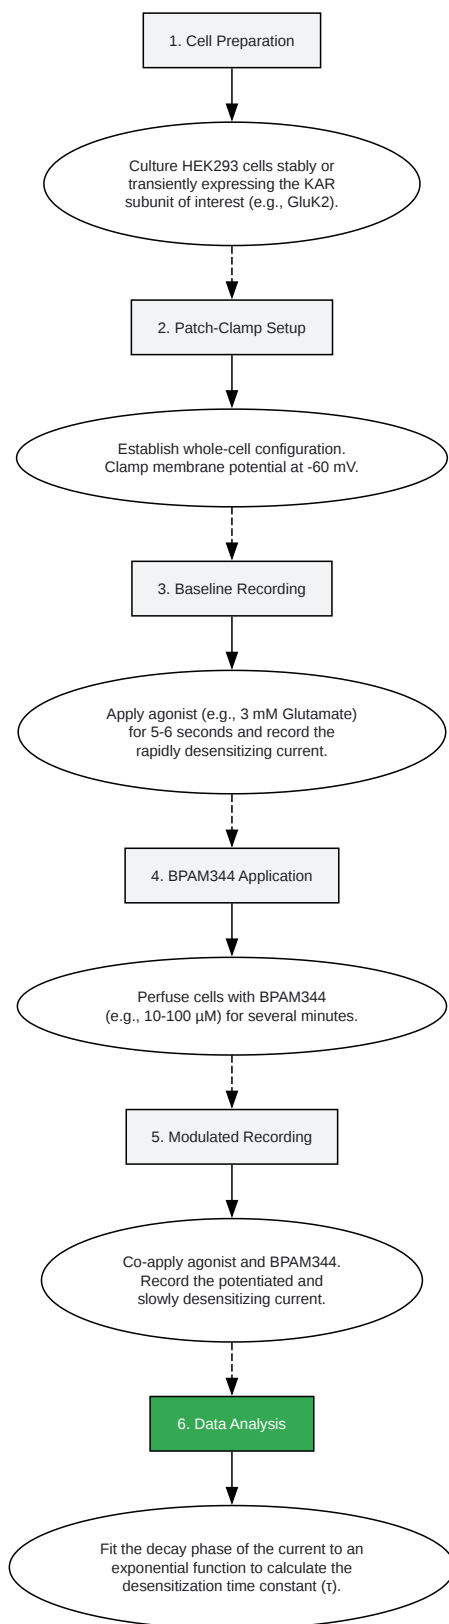 1. Cell Preparation
Culture HEK293 cells stably or
transiently expressing the KAR
subunit of interest (e.g., GluK2).
2. Patch-Clamp Setup
Establish whole-cell configuration.
Clamp membrane potential at -60 mV.
3. Baseline Recording
Apply agonist (e.g., 3 mM Glutamate)
for 5-6 seconds and record the
rapidly desensitizing current.
4. BPAM344 Application
Perfuse cells with BPAM344
(e.g., 10-100 µM) for several minutes.
5. Modulated Recording
Co-apply agonist and BPAM344.
Record the potentiated and
slowly desensitizing current.
6. Data Analysis
Fit the decay phase of the current to an
exponential function to calculate the
desensitization time constant (τ).